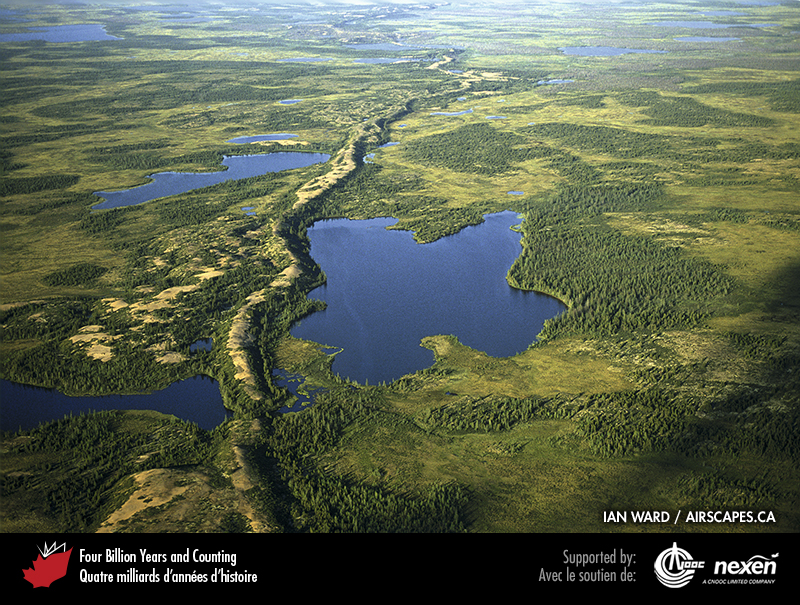 IAN WARD / AIRSCAPES.CA
Four Billion Years and Counting
Quatre milliards d'années d'histoire
Supported by:
Avec le soutien de:
CNOOC
nexen
A CNOOC LIMITED COMPANY